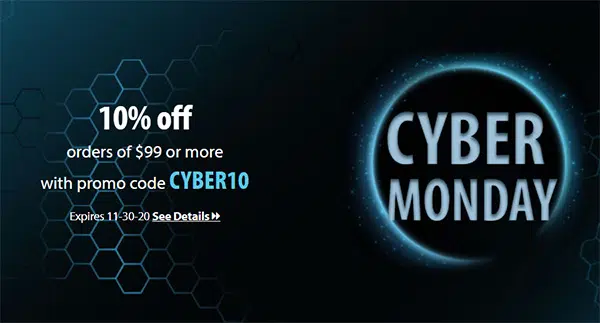 10% off
orders of $99 or more
with promo code CYBER10
Expires 11-30-20 See Details
CYBER
MONDAY